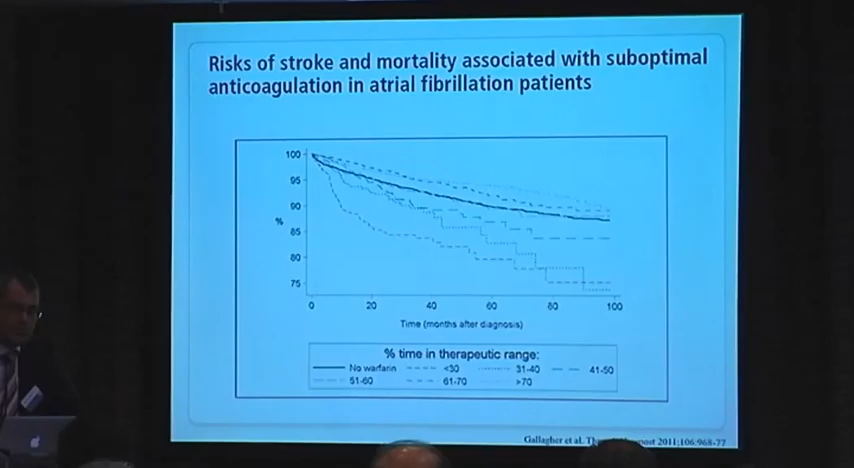 Risks of stroke and mortality associated with suboptimal
anticoagulation in atrial fibrillation patients
100
95
90
%
85
80
75
0 20 40 60 80 100
Time (months after diagnosis)
% time in therapeutic range:
No warfarin <30 31-40 41-50
51-60 61-70 >70
Gallagher et al. 2011;106:968-77